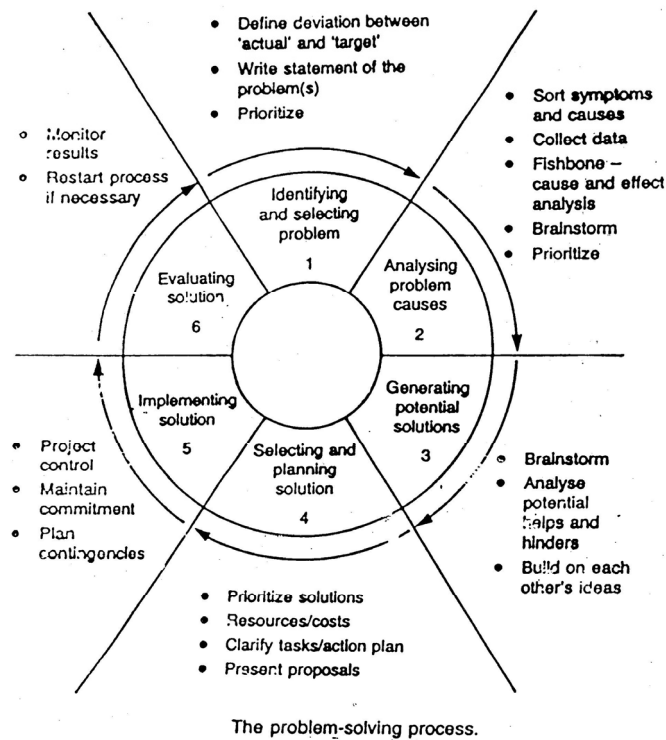 Define deviation between
'actual' and 'target'
Write statement of the
problem(s)
Prioritize
Sort symptoms
and causes
Collect data
Fishbone –
cause and effect
analysis
Brainstorm
Prioritize
Monitor
results
Restart process
if necessary
Identifying
and selecting
problem
1
Analysing
problem
causes
2
Generating
potential
solutions
3
Selecting and
planning
solution
4
Implementing
solution
5
Evaluating
solution
6
Brainstorm
Analyse
potential
helps and
hinders
Build on each
other's ideas
Project
control
Maintain
commitment
Plan
contingencies
Prioritize solutions
Resources/costs
Clarify tasks/action plan
Present proposals
The problem-solving process.